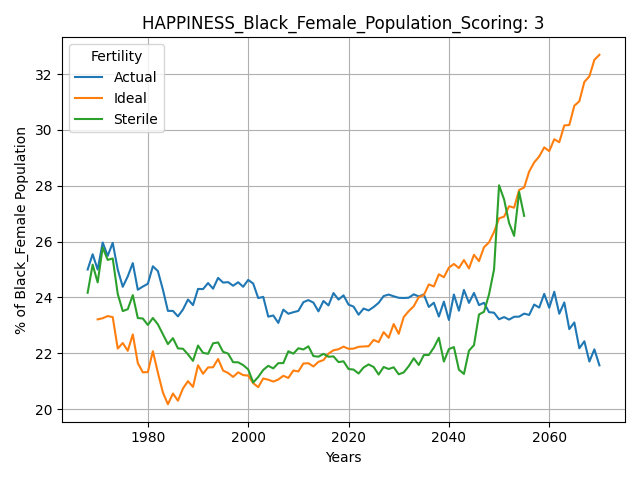 HAPPINESS_Black_Female_Population_Scoring: 3
Fertility
Actual
Ideal
Sterile
% of Black_Female Population
32
30
28
26
24
22
20
1980
2000
2020
2040
2060
Years